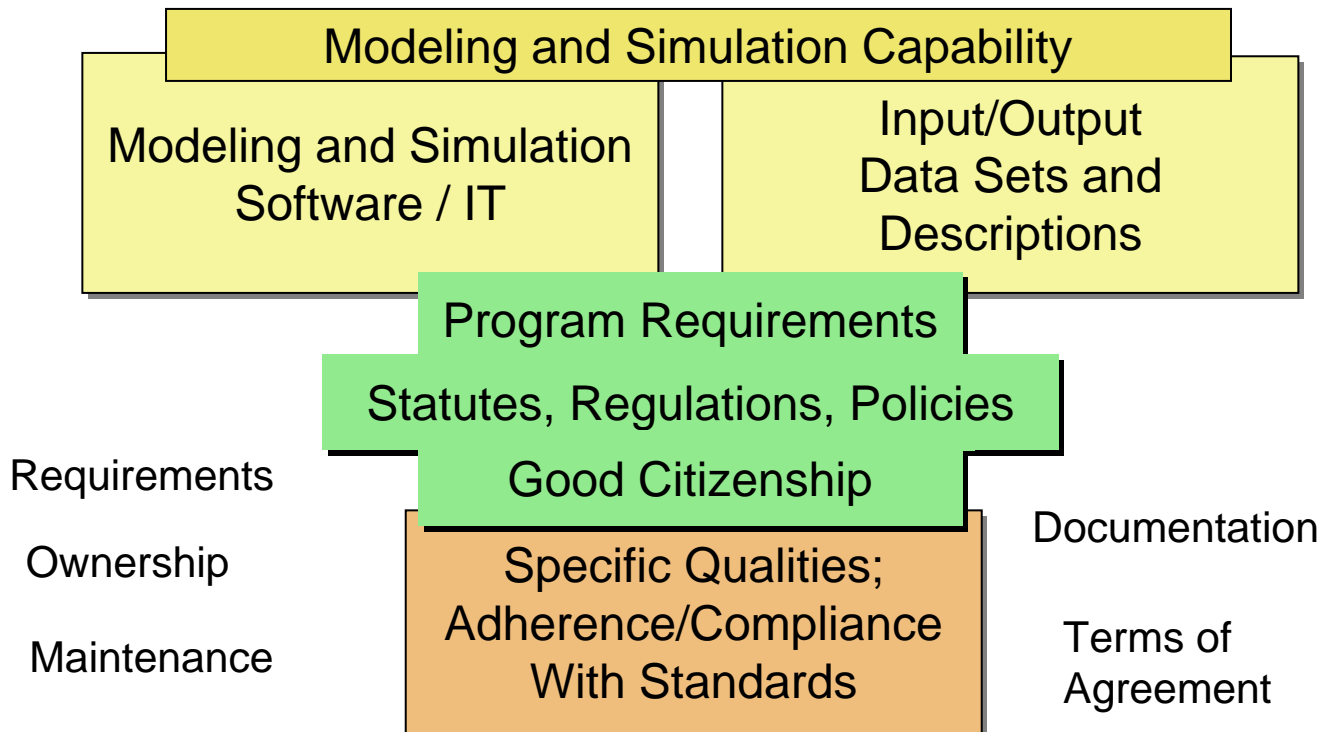 Modeling and Simulation Capability
Modeling and Simulation
Software / IT
Input/Output
Data Sets and
Descriptions
Program Requirements
Statutes, Regulations, Policies
Good Citizenship
Requirements
Ownership
Maintenance
Specific Qualities;
Adherence/Compliance
With Standards
Documentation
Terms of
Agreement